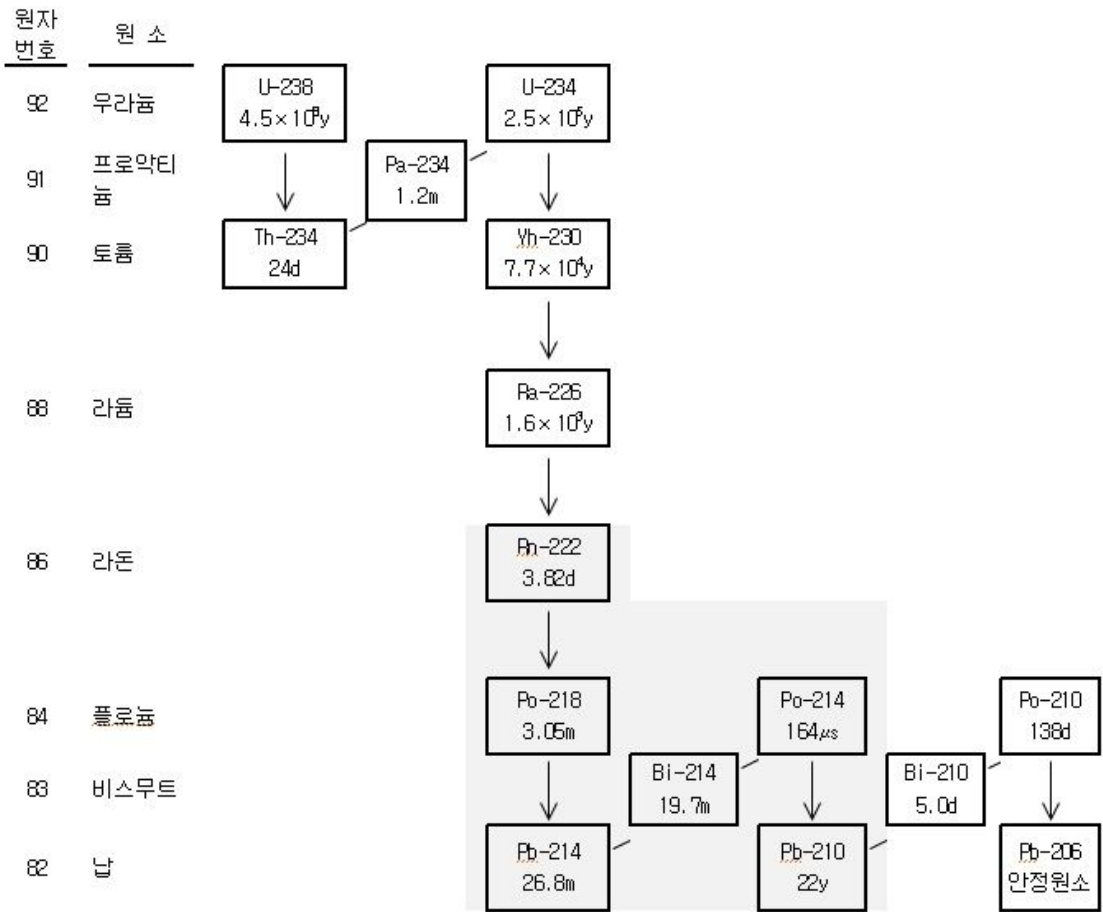 원자
번호
원 소
92
우라늄
U-238
4.5×10⁹y
U-234
2.5×10⁵y
91
프로악티
늄
Pa-234
1.2m
90
토륨
Th-234
24d
Yh-230
7.7×10⁴y
88
라듐
Ra-226
1.6×10³y
86
라돈
Rn-222
3.82d
84
플로늄
Po-218
3.05m
Po-214
164㎲
Po-210
138d
83
비스무트
Bi-214
19.7m
Bi-210
5.0d
82
납
Pb-214
26.8m
Pb-210
22y
Pb-206
안정원소